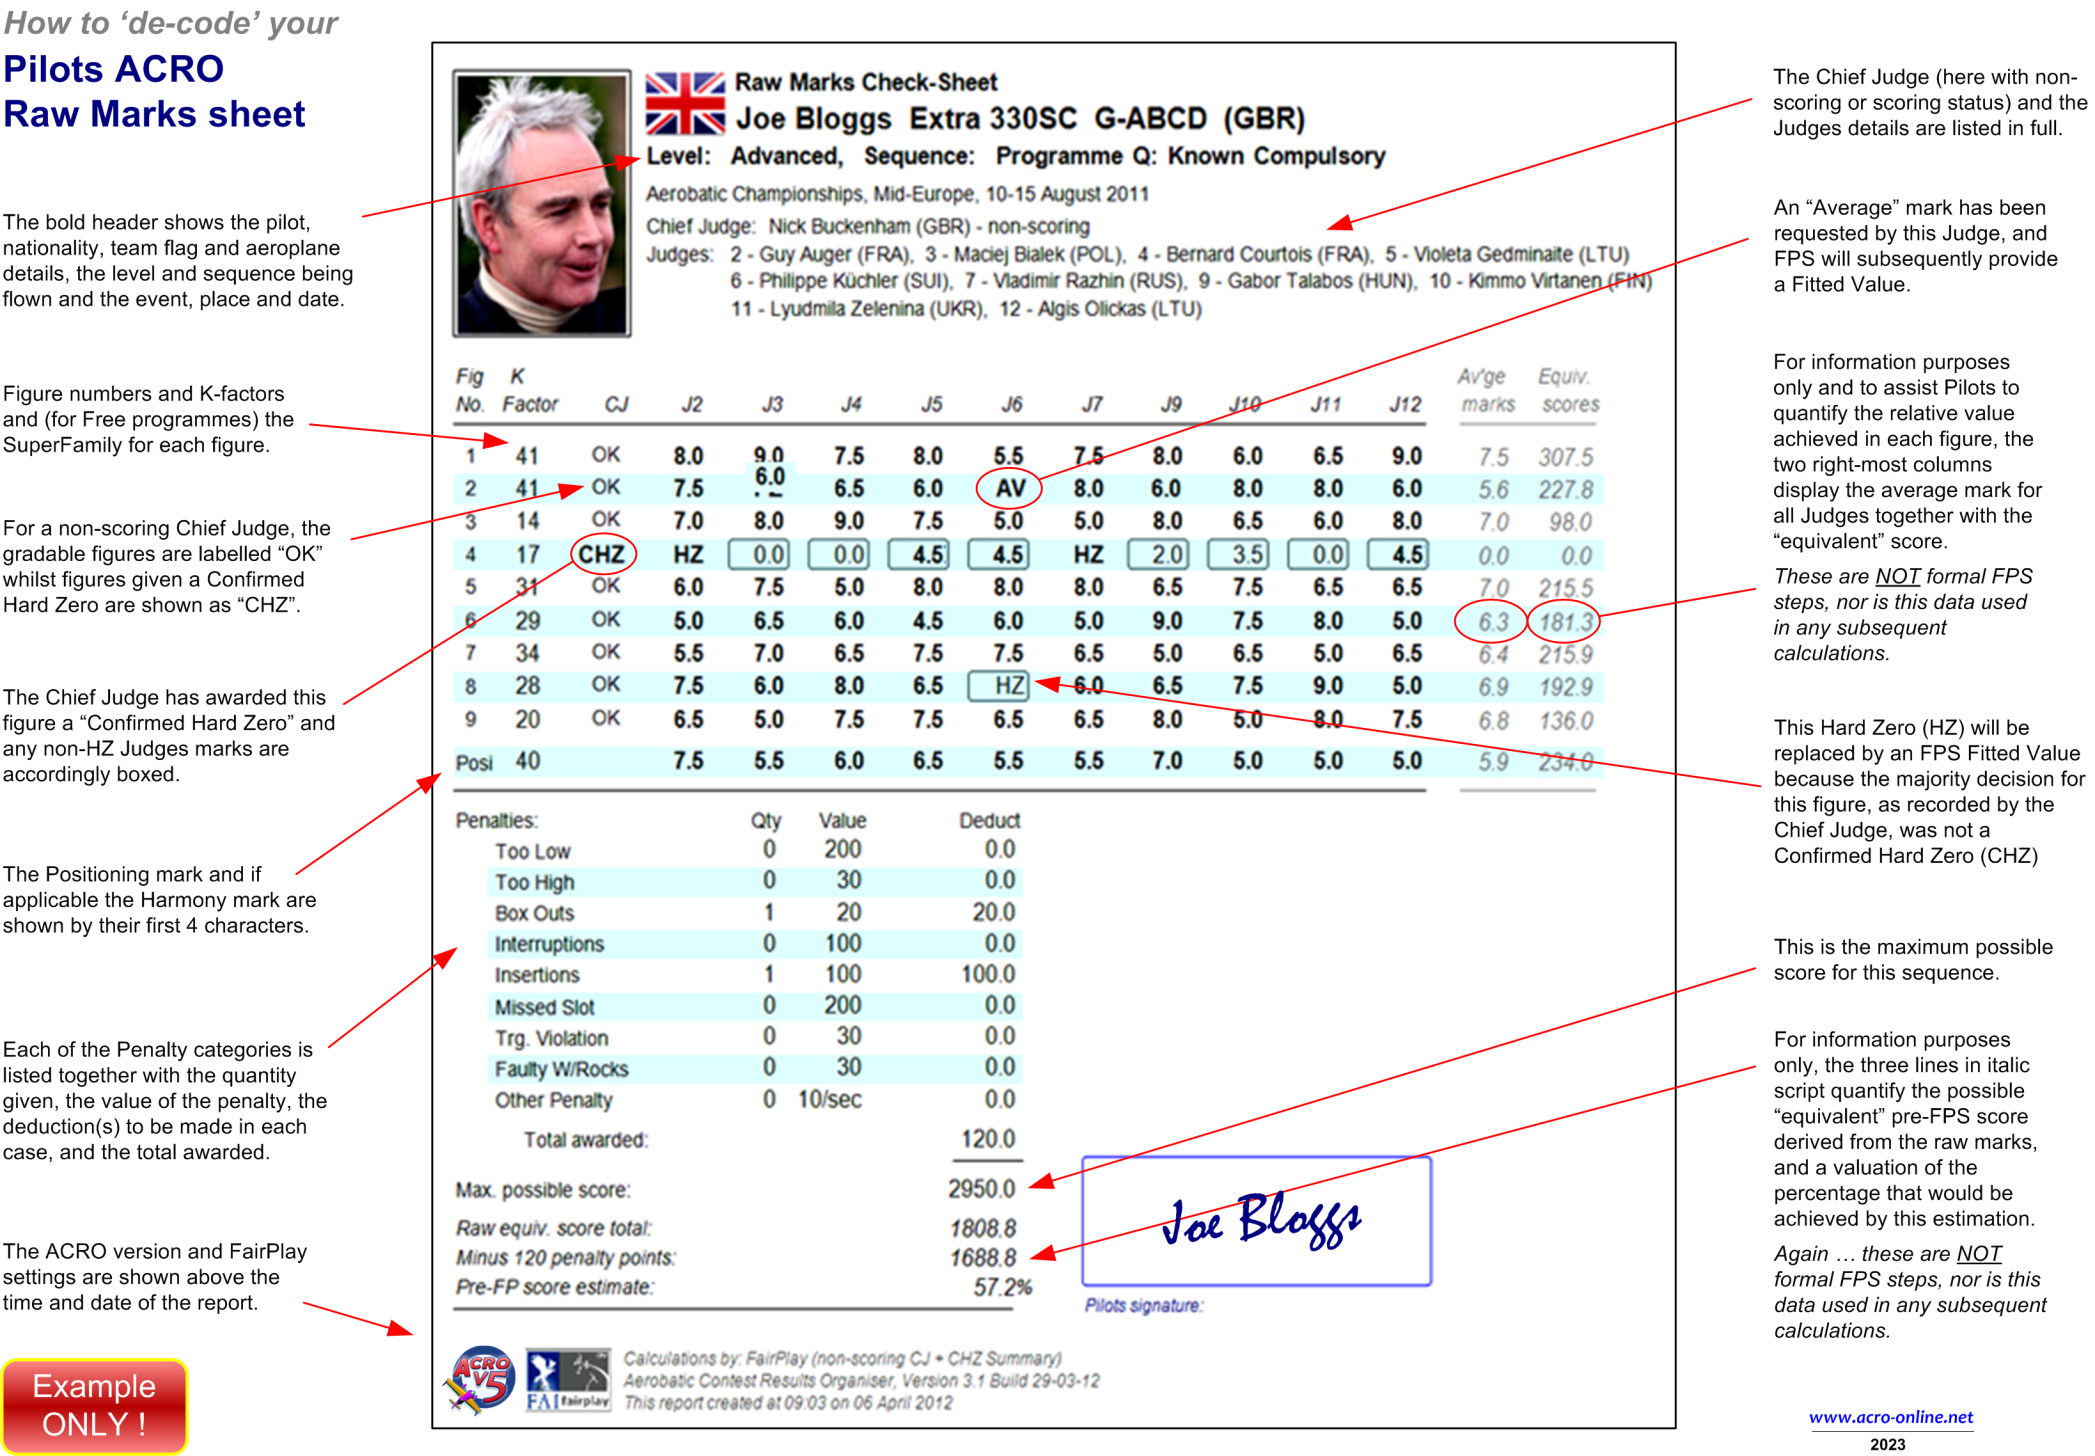 How to ‘de-code’ your
Pilots ACRO
Raw Marks sheet
The bold header shows the pilot,
nationality, team flag and aeroplane
details, the level and sequence being
flown and the event, place and date.
Figure numbers and K-factors
and (for Free programmes) the
SuperFamily for each figure.
For a non-scoring Chief Judge, the
gradable figures are labelled “OK”
whilst figures given a Confirmed
Hard Zero are shown as “CHZ”.
The Chief Judge has awarded this
figure a “Confirmed Hard Zero” and
any non-HZ Judges marks are
accordingly boxed.
The Positioning mark and if
applicable the Harmony mark are
shown by their first 4 characters.
Each of the Penalty categories is
listed together with the quantity
given, the value of the penalty, the
deduction(s) to be made in each
case, and the total awarded.
The ACRO version and FairPlay
settings are shown above the
time and date of the report.
Example
ONLY !
Raw Marks Check-Sheet
Joe Bloggs Extra 330SC G-ABCD (GBR)
Level: Advanced, Sequence: Programme Q: Known Compulsory
Aerobatic Championships, Mid-Europe, 10-15 August 2011
Chief Judge: Nick Buckenham (GBR) - non-scoring
Judges: 2 - Guy Auger (FRA), 3 - Maciej Bialek (POL), 4 - Bernard Courtois (FRA), 5 - Violeta Gedminaite (LTU)
6 - Philippe Küchler (SUI), 7 - Vladimir Razhin (RUS), 9 - Gabor Talabos (HUN), 10 - Kimmo Virtanen (FIN)
11 - Lyudmila Zelenina (UKR), 12 - Algis Olickas (LTU)
Fig K Av'ge Equiv.
No. Factor CJ J2 J3 J4 J5 J6 J7 J9 J10 J11 J12 marks scores
1 41 OK 8.0 9.0 7.5 8.0 5.5 7.5 8.0 6.0 6.5 9.0 7.5 307.5
2 41 OK 7.5 6.0 6.5 6.0 AV 8.0 6.0 8.0 8.0 6.0 5.6 227.8
3 14 OK 7.0 8.0 9.0 7.5 5.0 5.0 8.0 6.5 6.0 8.0 7.0 98.0
4 17 CHZ HZ 0.0 0.0 4.5 4.5 HZ 2.0 3.5 0.0 4.5 0.0 0.0
5 31 OK 6.0 7.5 5.0 8.0 8.0 8.0 6.5 7.5 6.5 6.5 7.0 215.5
6 29 OK 5.0 6.5 6.0 4.5 6.0 5.0 9.0 7.5 8.0 5.0 6.3 181.3
7 34 OK 5.5 7.0 6.5 7.5 7.5 6.5 5.0 6.5 5.0 6.5 6.4 215.9
8 28 OK 7.5 6.0 8.0 6.5 HZ 6.0 6.5 7.5 9.0 5.0 6.9 192.9
9 20 OK 6.5 5.0 7.5 7.5 6.5 6.5 8.0 5.0 8.0 7.5 6.8 136.0
Posi 40 7.5 5.5 6.0 6.5 5.5 5.5 7.0 5.0 5.0 5.0 5.9 234.0
Penalties: Qty Value Deduct
Too Low 0 200 0.0
Too High 0 30 0.0
Box Outs 1 20 20.0
Interruptions 0 100 0.0
Insertions 1 100 100.0
Missed Slot 0 200 0.0
Trg. Violation 0 30 0.0
Faulty W/Rocks 0 30 0.0
Other Penalty 0 10/sec 0.0
Total awarded: 120.0
Max. possible score: 2950.0
Raw equiv. score total: 1808.8
Minus 120 penalty points: 1688.8
Pre-FP score estimate: 57.2%
Joe Bloggs
Pilots signature:
ACRO V5
FAI fairplay
Calculations by: FairPlay (non-scoring CJ + CHZ Summary)
Aerobatic Contest Results Organiser, Version 3.1 Build 29-03-12
This report created at 09:03 on 06 April 2012
The Chief Judge (here with non-
scoring or scoring status) and the
Judges details are listed in full.
An “Average” mark has been
requested by this Judge, and
FPS will subsequently provide
a Fitted Value.
For information purposes
only and to assist Pilots to
quantify the relative value
achieved in each figure, the
two right-most columns
display the average mark for
all Judges together with the
“equivalent” score.
These are NOT formal FPS
steps, nor is this data used
in any subsequent
calculations.
This Hard Zero (HZ) will be
replaced by an FPS Fitted Value
because the majority decision for
this figure, as recorded by the
Chief Judge, was not a
Confirmed Hard Zero (CHZ)
This is the maximum possible
score for this sequence.
For information purposes
only, the three lines in italic
script quantify the possible
“equivalent” pre-FPS score
derived from the raw marks,
and a valuation of the
percentage that would be
achieved by this estimation.
Again … these are NOT
formal FPS steps, nor is this
data used in any subsequent
calculations.
www.acro-online.net
2023